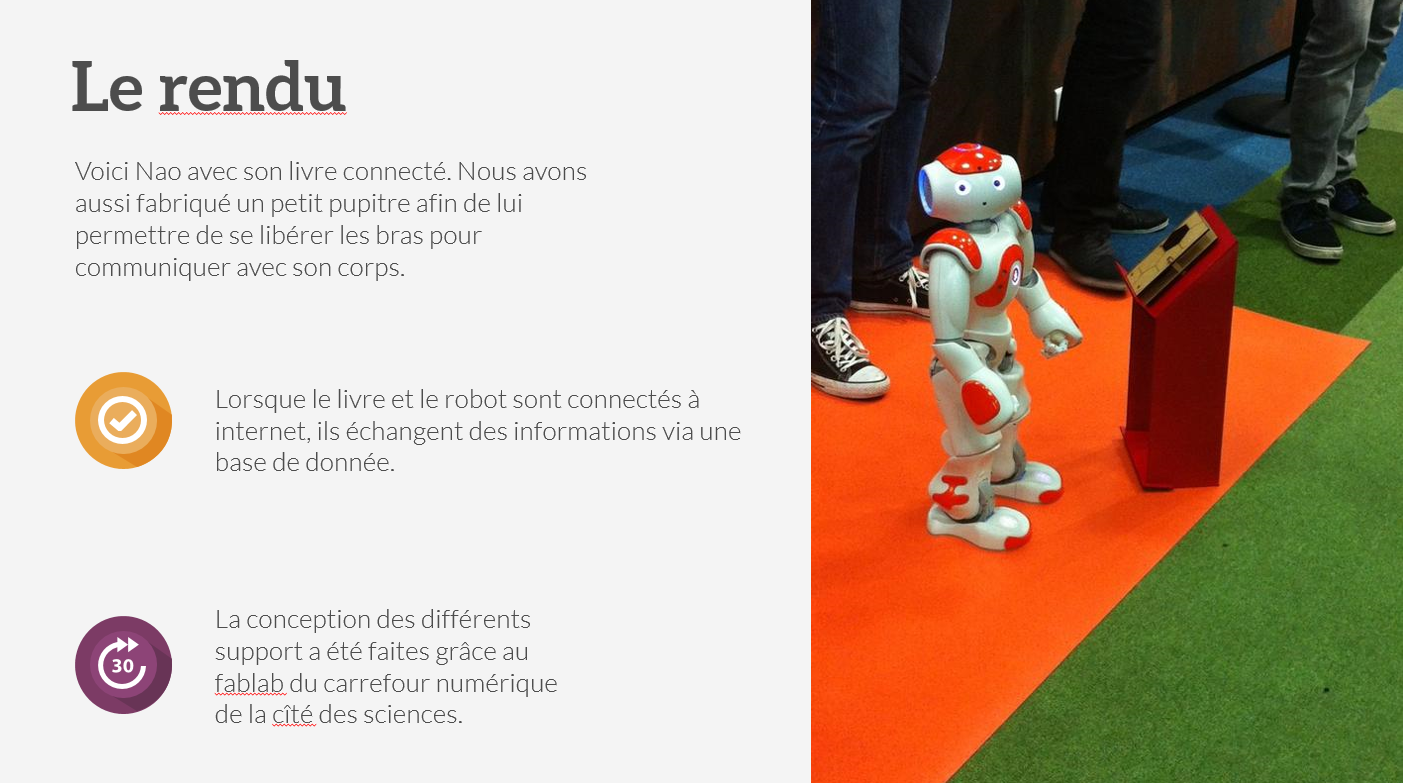 Le rendu
Voici Nao avec son livre connecté. Nous avons
aussi fabriqué un petit pupitre afin de lui
permettre de se libérer les bras pour
communiquer avec son corps.
Lorsque le livre et le robot sont connectés à
internet, ils échangent des informations via une
base de donnée.
30
La conception des différents
support a été faites grâce au
fablab du carrefour numérique
de la cîté des sciences.